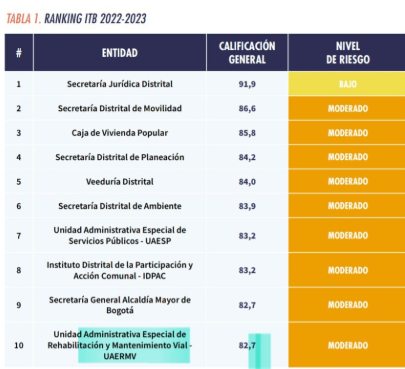 TABLA 1. RANKING ITB 2022-2023
# ENTIDAD CALIFICACIÓN GENERAL NIVEL DE RIESGO
1 Secretaría Jurídica Distrital 91,9 BAJO
2 Secretaría Distrital de Movilidad 86,6 MODERADO
3 Caja de Vivienda Popular 85,8 MODERADO
4 Secretaría Distrital de Planeación 84,2 MODERADO
5 Veeduría Distrital 84,0 MODERADO
6 Secretaría Distrital de Ambiente 83,9 MODERADO
7 Unidad Administrativa Especial de
Servicios Públicos - UAESP 83,2 MODERADO
8 Instituto Distrital de la Participación y
Acción Comunal - IDPAC 83,2 MODERADO
9 Secretaría General Alcaldía Mayor de
Bogotá 82,7 MODERADO
10 Unidad Administrativa Especial de
Rehabilitación y Mantenimiento Vial -
UAERMV 82,7 MODERADO